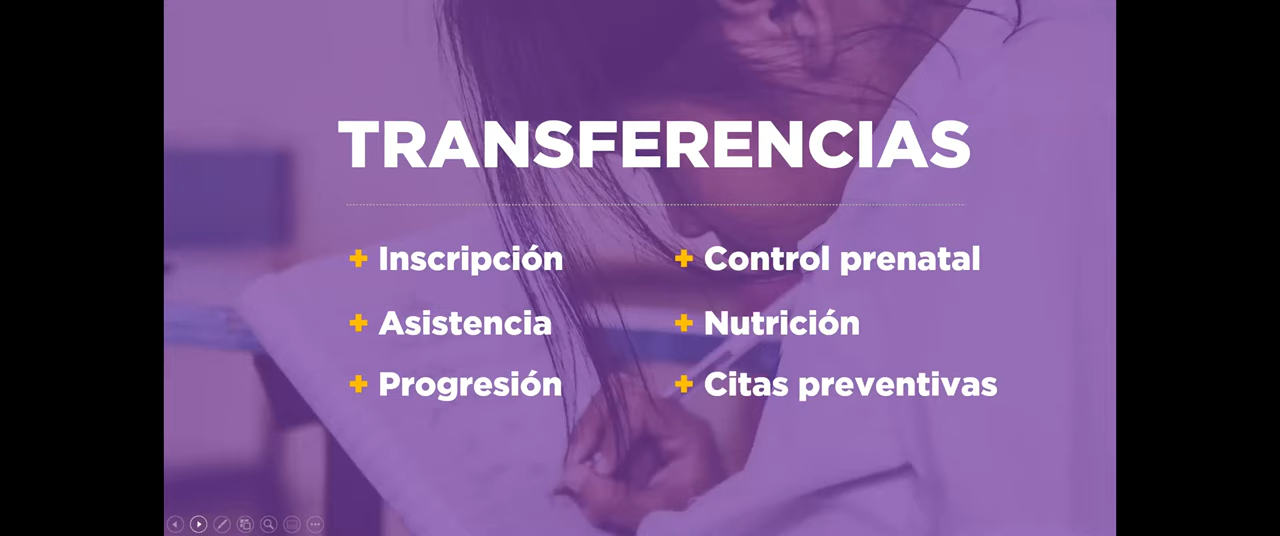 TRANSFERENCIAS
+ Inscripción
+ Asistencia
+ Progresión
+ Control prenatal
+ Nutrición
+ Citas preventivas